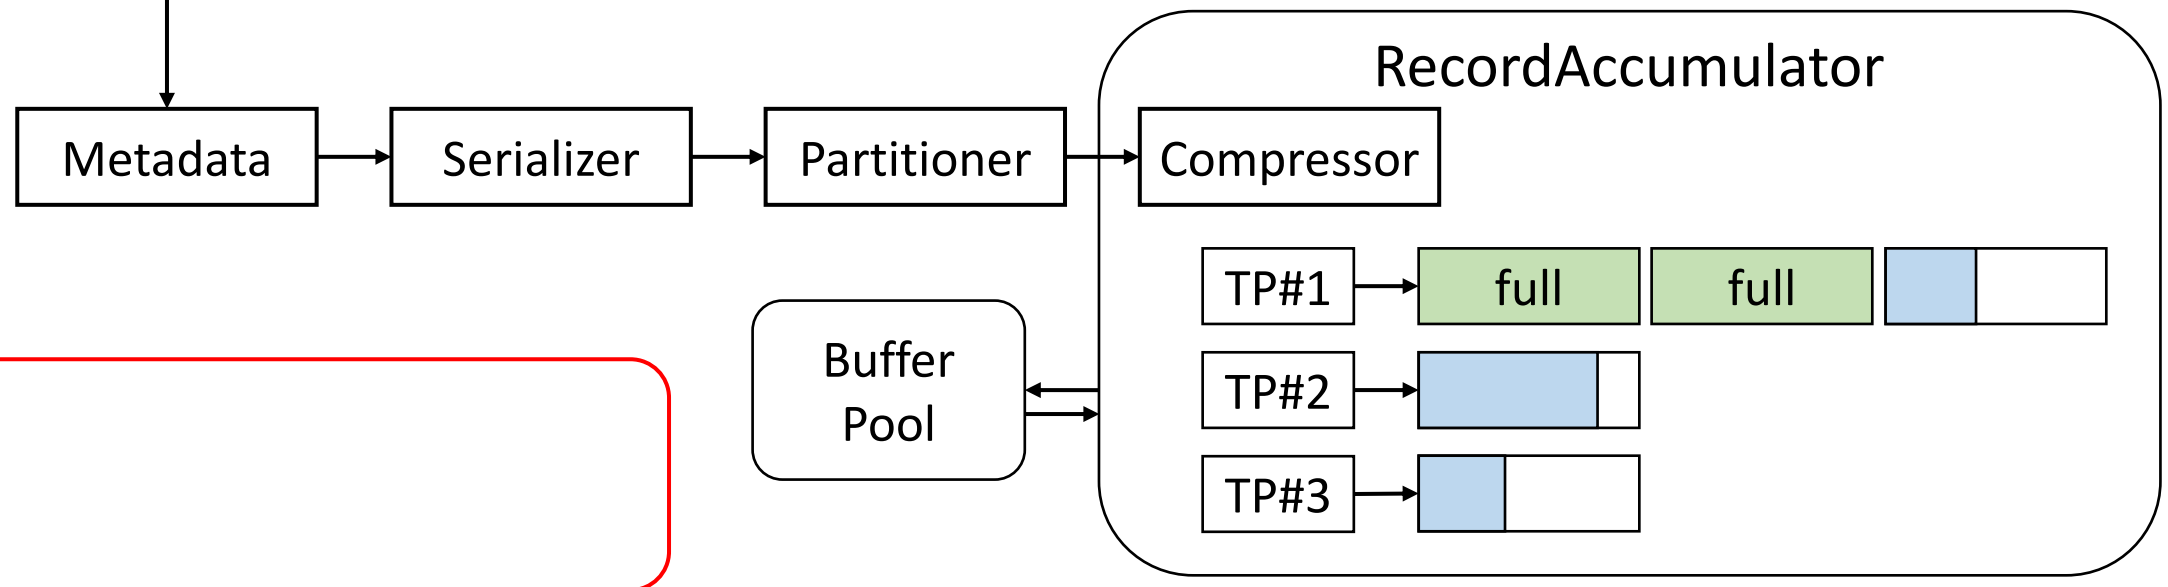 RecordAccumulator
Metadata
Serializer
Partitioner
Compressor
TP#1
full
full
Buffer
Pool
TP#2
TP#3